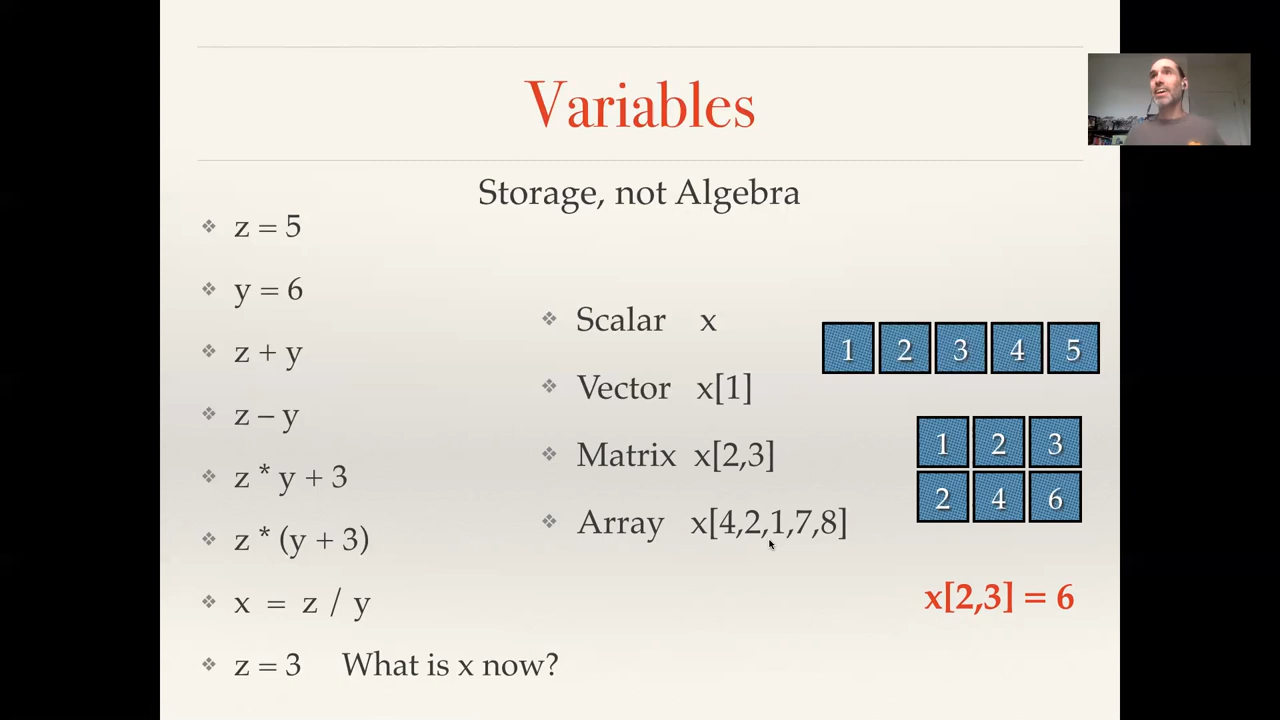 Variables
Storage, not Algebra
z = 5
y = 6
z + y
z – y
z * y + 3
z * (y + 3)
x = z / y
z = 3 What is x now?
Scalar x
Vector x[1]
Matrix x[2,3]
Array x[4,2,1,7,8]
1 2 3 4 5
1 2 3
2 4 6
x[2,3] = 6